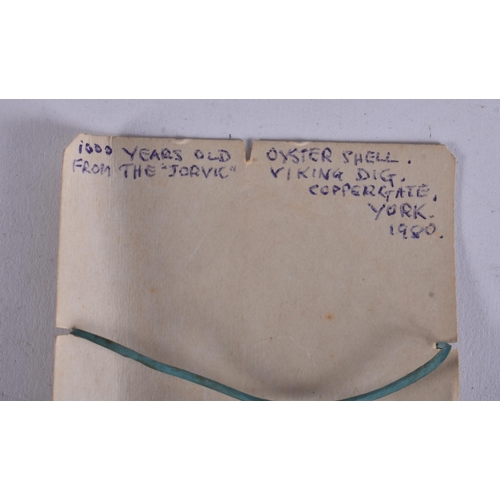 1000 YEARS OLD OYSTER SHELL.
FROM THE "JORVIC" VIKING DIG.
COPPERGATE,
YORK.
1980.